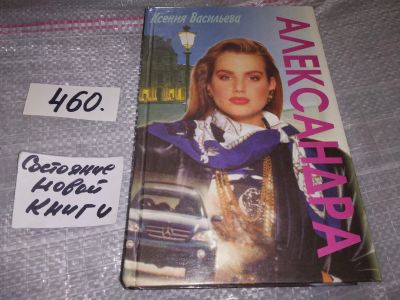 Ксения Васильева
АЛЕКСАНДРА
460.
Состояние
новой
книги